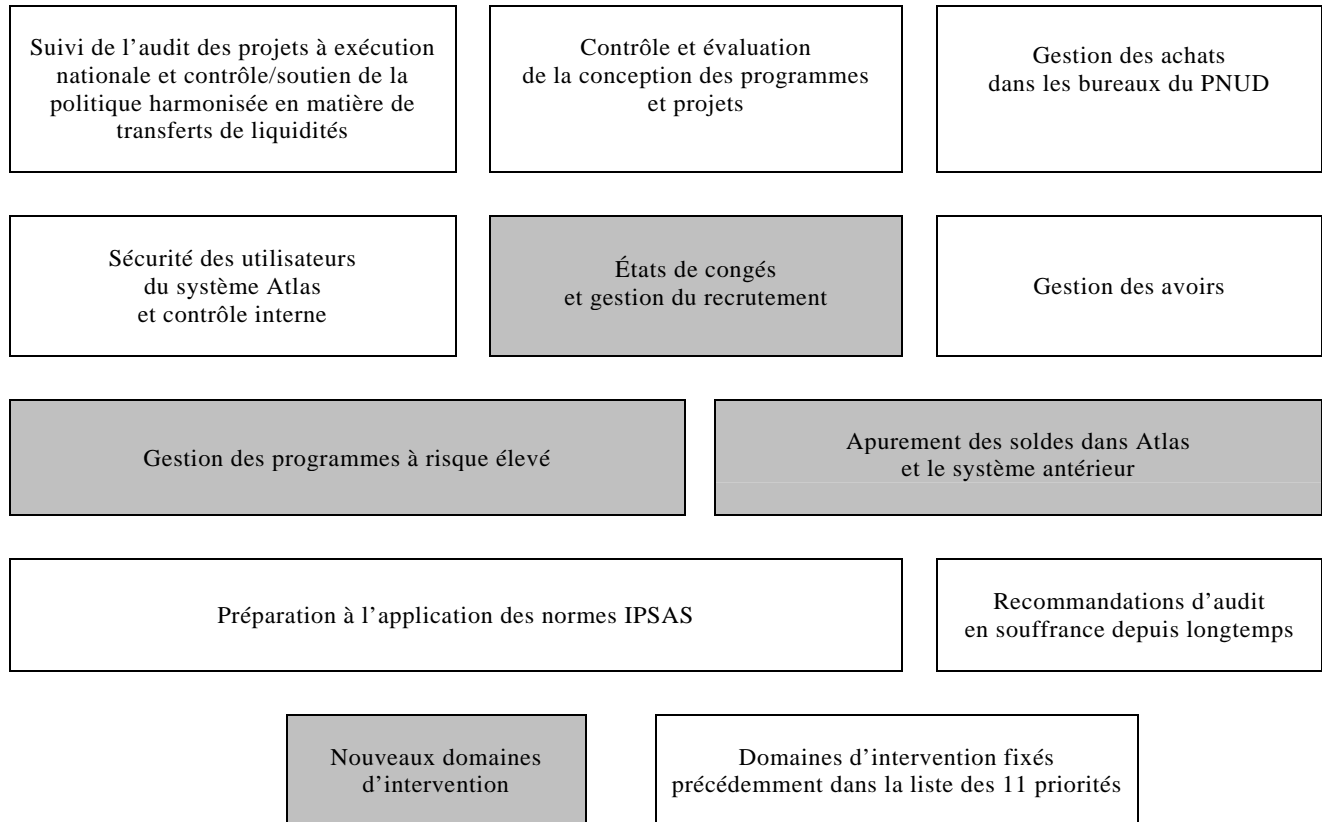 Suivi de l’audit des projets à exécution
nationale et contrôle/soutien de la
politique harmonisée en matière de
transferts de liquidités
Contrôle et évaluation
de la conception des programmes
et projets
Gestion des achats
dans les bureaux du PNUD
Sécurité des utilisateurs
du système Atlas
et contrôle interne
États de congés
et gestion du recrutement
Gestion des avoirs
Gestion des programmes à risque élevé
Apurement des soldes dans Atlas
et le système antérieur
Préparation à l’application des normes IPSAS
Recommandations d’audit
en souffrance depuis longtemps
Nouveaux domaines
d’intervention
Domaines d’intervention fixés
précédemment dans la liste des 11 priorités